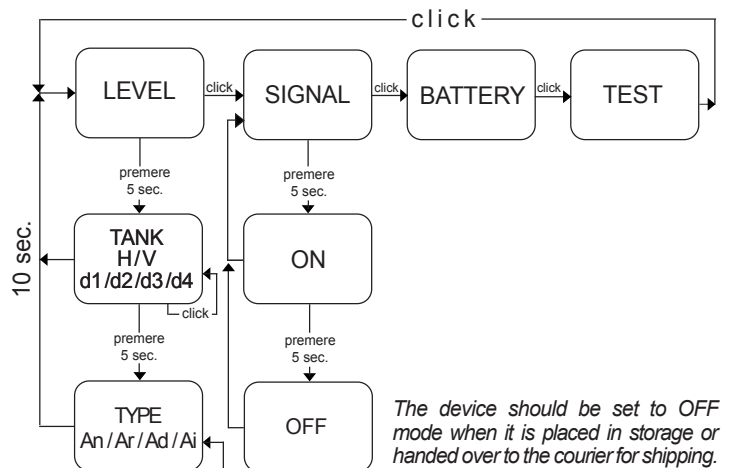 click
LEVEL
click
SIGNAL
click
BATTERY
click
TEST
premere
5 sec.
premere
5 sec.
10 sec.
TANK
H/V
d1/d2/d3/d4
click
ON
premere
5 sec.
premere
5 sec.
TYPE
An/Ar/Ad/Ai
OFF
The device should be set to OFF
mode when it is placed in storage or
handed over to the courier for shipping.